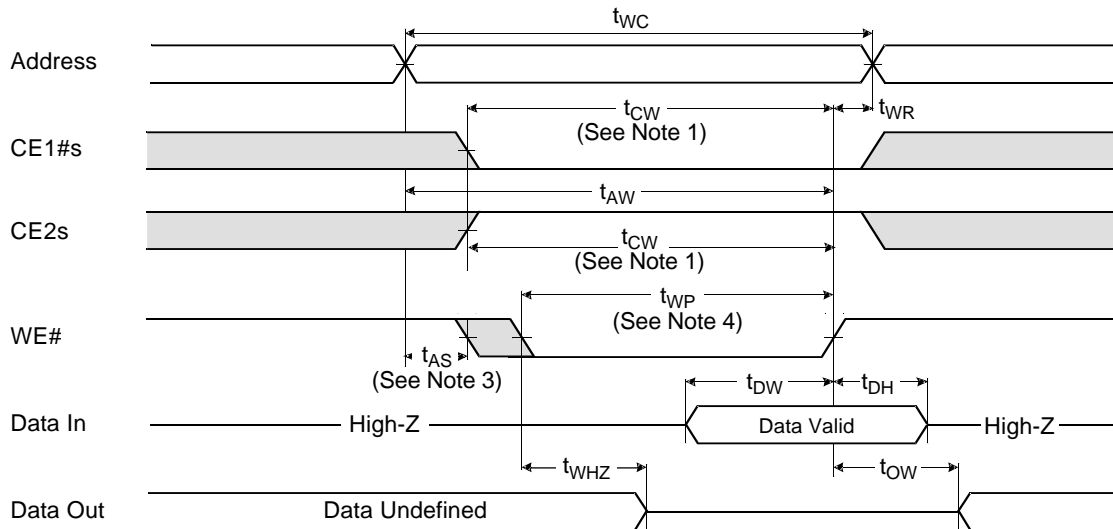 tWC
Address
tCW
(See Note 1)
tWR
CE1#s
tAW
CE2s
tCW
(See Note 1)
tWP
(See Note 4)
WE#
tAS
(See Note 3)
tDW
tDH
Data In
High-Z
Data Valid
High-Z
tWHZ
tOW
Data Out
Data Undefined